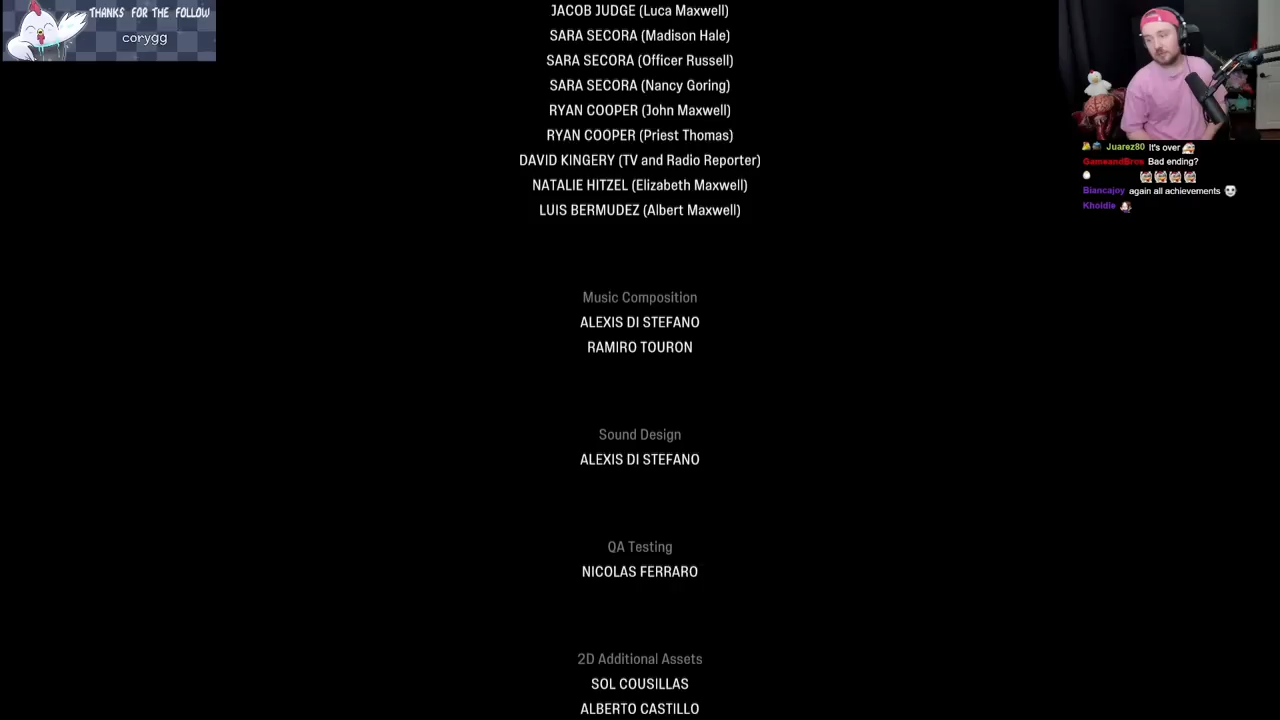 THANKS FOR THE FOLLOW
corygg
JACOB JUDGE (Luca Maxwell)
SARA SECORA (Madison Hale)
SARA SECORA (Officer Russell)
SARA SECORA (Nancy Goring)
RYAN COOPER (John Maxwell)
RYAN COOPER (Priest Thomas)
DAVID KINGERY (TV and Radio Reporter)
NATALIE HITZEL (Elizabeth Maxwell)
LUIS BERMUDEZ (Albert Maxwell)
Music Composition
ALEXIS DI STEFANO
RAMIRO TOURON
Sound Design
ALEXIS DI STEFANO
QA Testing
NICOLAS FERRARO
2D Additional Assets
SOL COUSILLAS
ALBERTO CASTILLO
Juarez80 It's over
GamsandBros Bad ending?
Biancajoy again all achievements
Khoidie